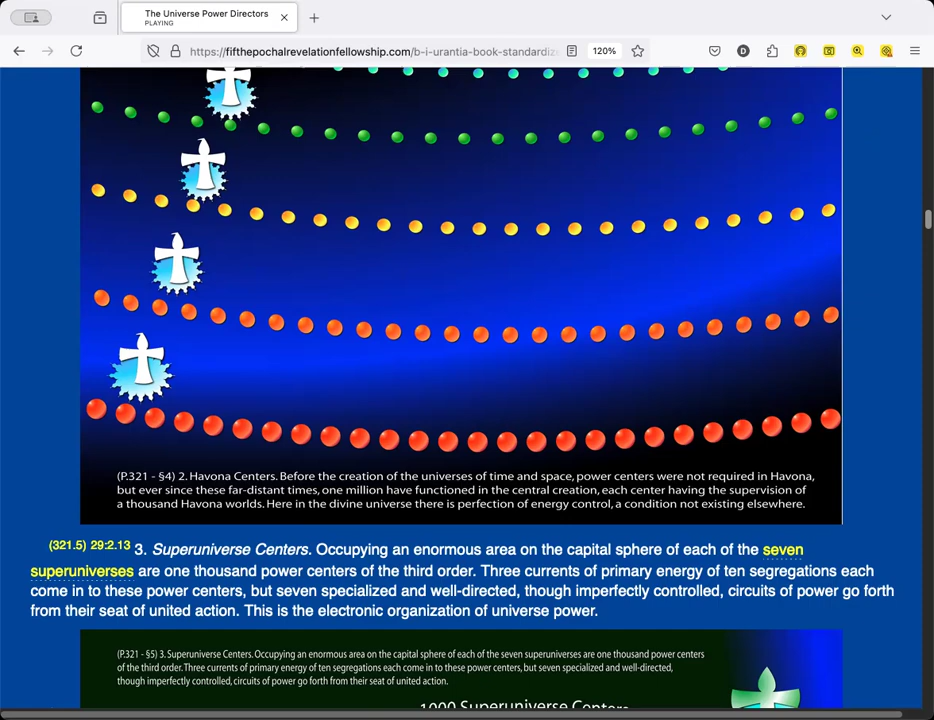 The Universe Power Directors
PLAYING
https://fifthepochalrevelationfellowship.com/b-i-urantia-book-standardize
120%
D
(P.321 - §4) 2. Havona Centers. Before the creation of the universes of time and space, power centers were not required in Havona,
but ever since these far-distant times, one million have functioned in the central creation, each center having the supervision of
a thousand Havona worlds. Here in the divine universe there is perfection of energy control, a condition not existing elsewhere.
(321.5) 29:2.13 3. Superuniverse Centers. Occupying an enormous area on the capital sphere of each of the seven
superuniverses are one thousand power centers of the third order. Three currents of primary energy of ten segregations each
come in to these power centers, but seven specialized and well-directed, though imperfectly controlled, circuits of power go forth
from their seat of united action. This is the electronic organization of universe power.
(P.321 - §5) 3. Superuniverse Centers. Occupying an enormous area on the capital sphere of each of the seven superuniverses are one thousand power centers
of the third order. Three currents of primary energy of ten segregations each come in to these power centers, but seven specialized and well-directed,
though imperfectly controlled, circuits of power go forth from their seat of united action.
1000 Superuniverse Centers